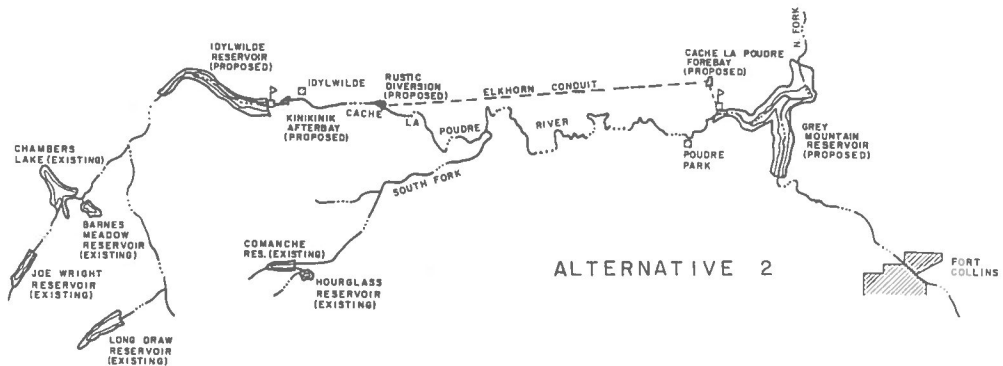 IDYLWILDE
RESERVOIR
(PROPOSED)
IDYLWILDE
KINIKINIK
AFTERBAY
(PROPOSED)
RUSTIC
DIVERSION
(PROPOSED)
CACHE
LA
POUDRE
RIVER
ELKHORN CONDUIT
CACHE LA POUDRE
FOREBAY
(PROPOSED)
N. FORK
GREY
MOUNTAIN
RESERVOIR
(PROPOSED)
POUDRE
PARK
SOUTH FORK
CHAMBERS
LAKE (EXISTING)
BARNES
MEADOW
RESERVOIR
(EXISTING)
JOE WRIGHT
RESERVOIR
(EXISTING)
LONG DRAW
RESERVOIR
(EXISTING)
COMANCHE
RES. (EXISTING)
HOURGLASS
RESERVOIR
(EXISTING)
ALTERNATIVE 2
FORT
COLLINS